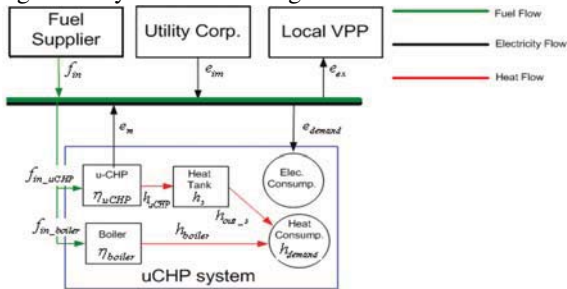 Fuel
Supplier
Utility Corp.
Local VPP
Fuel Flow
Electricity Flow
Heat Flow
f_in
e_im
e_ex
e_m
e_demand
f_in_uCHP
u-CHP
η_uCHP
h_uCHP
Heat
Tank
h_s
Elec.
Consump.
h_out_s
f_in_boiler
Boiler
η_boiler
h_boiler
Heat
Consump.
h_demand
uCHP system